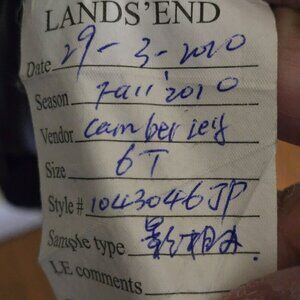 LANDS' END
Date 29-3-2010
Season Fall'2010
Vendor Camberley
Size 6T
Style # 1043046JP
Sample type 影相办
LE comments